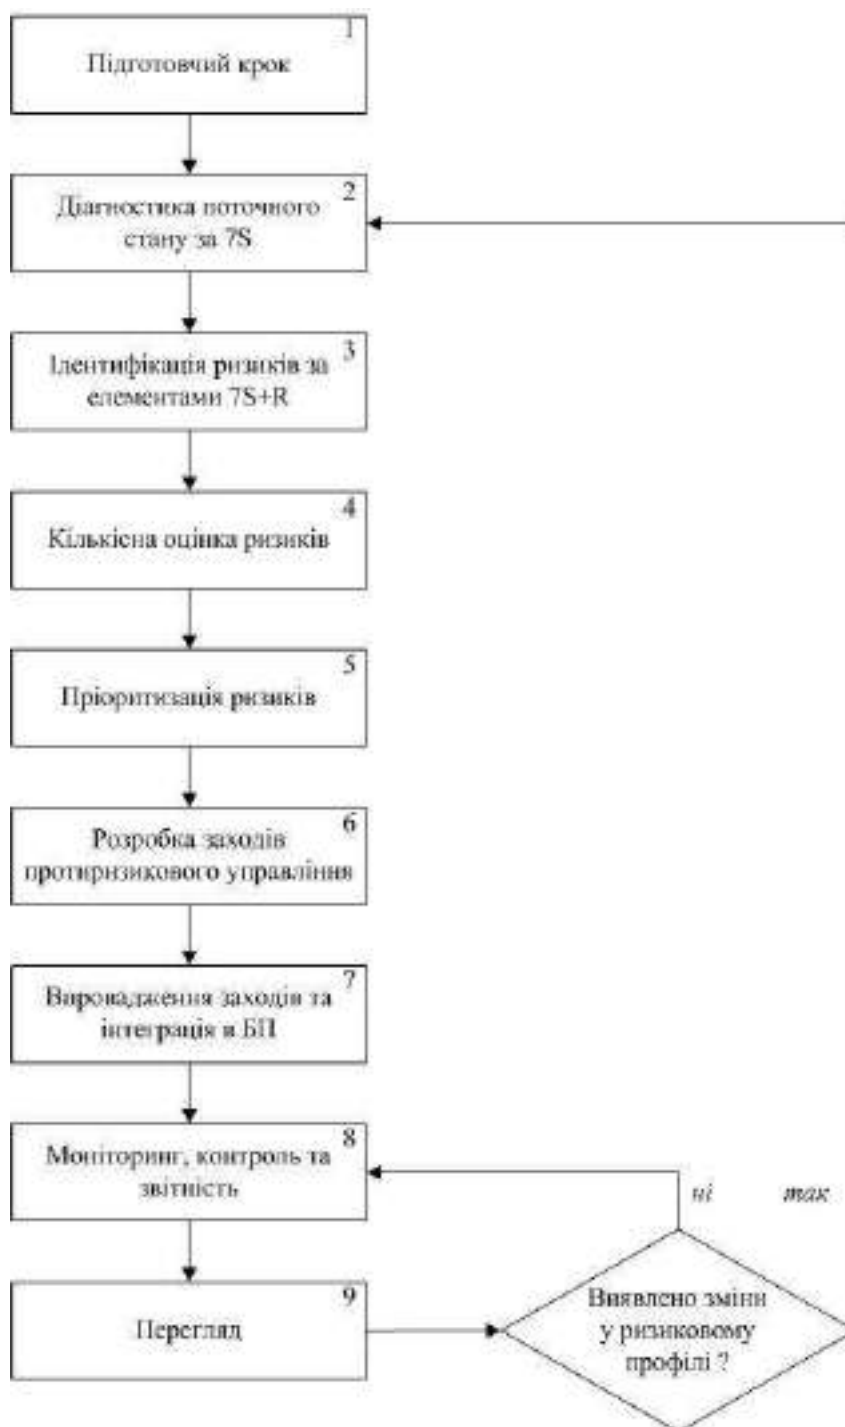 1
Підготовчий крок
2
Діагностика поточного
стану за 7S
3
Ідентифікація ризиків за
елементами 7S+R
4
Кількісна оцінка ризиків
5
Пріоритизація ризиків
6
Розробка заходів
протиризикового управління
7
Впровадження заходів та
інтеграція в БП
8
Моніторинг, контроль та
звітність
ні
так
9
Перегляд
Виявлено зміни
у ризиковому
профілі ?